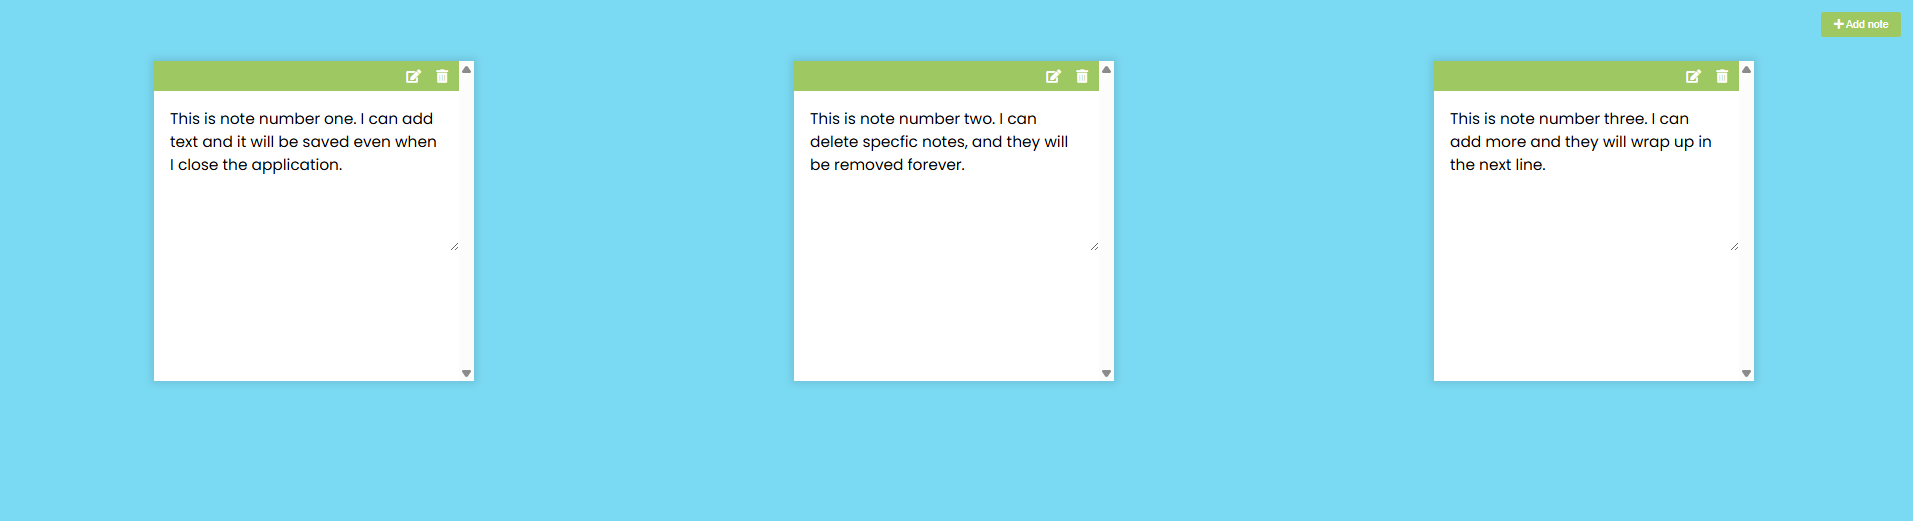 Add note
This is note number one. I can add
text and it will be saved even when
I close the application.
This is note number two. I can
delete specfic notes, and they will
be removed forever.
This is note number three. I can
add more and they will wrap up in
the next line.